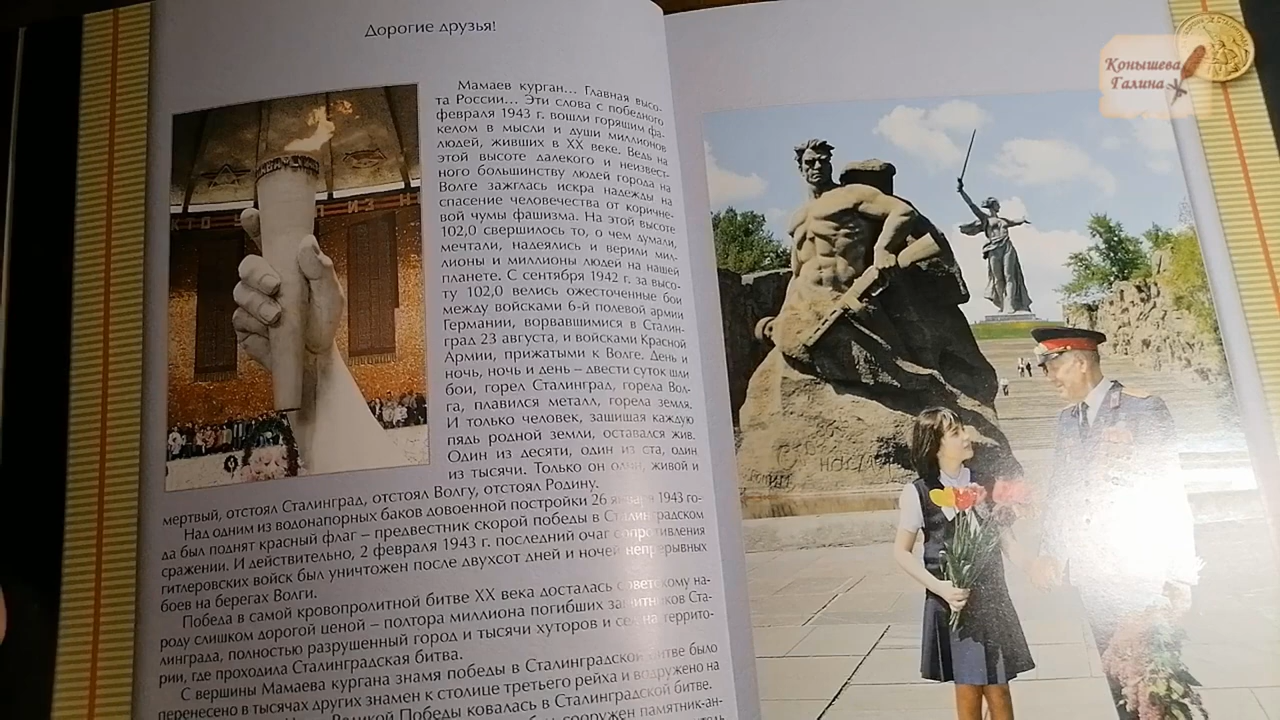 Дорогие друзья!
Мамаев курган... Главная высо-
та России... Эти слова с победного
февраля 1943 г. вошли горящим фа-
келом в мысли и души миллионов
людей, живших в XX веке. Ведь на
этой высоте далекого и неизвест-
ного большинству людей города на
Волге зажглась искра надежды на
спасение человечества от коричне-
вой чумы фашизма. На этой высоте
102,0 свершилось то, о чем думали,
мечтали, надеялись и верили мил-
лионы и миллионы людей на нашей
планете. С сентября 1942 г. за высо-
ту 102,0 велись ожесточенные бои
между войсками 6-й полевой армии
Германии, ворвавшимися в Сталин-
град 23 августа, и войсками Красной
Армии, прижатыми к Волге. День и
ночь, ночь и день – двести суток шли
бои, горел Сталинград, горела Вол-
га, плавился металл, горела земля.
И только человек, защищая каждую
пядь родной земли, оставался жив.
Один из десяти, один из ста, один
из тысячи. Только он один, живой и
мертвый, отстоял Сталинград, отстоял Волгу, отстоял Родину.
Над одним из водонапорных баков довоенной постройки 26 января 1943 го-
да был поднят красный флаг – предвестник скорой победы в Сталинградском
сражении. И действительно, 2 февраля 1943 г. последний очаг сопротивления
гитлеровских войск был уничтожен после двухсот дней и ночей непрерывных
боев на берегах Волги.
Победа в самой кровопролитной битве XX века досталась советскому на-
роду слишком дорогой ценой – полтора миллиона погибших защитников Ста-
линграда, полностью разрушенный город и тысячи хуторов и сел на террито-
рии, где проходила Сталинградская битва.
С вершины Мамаева кургана знамя победы в Сталинградской битве было
перенесено в тысячах других знамен к столице третьего рейха и водружено на
Великой Победы ковалась в Сталинградской битве.
сооружен памятник-ан-
Конышева
Галина